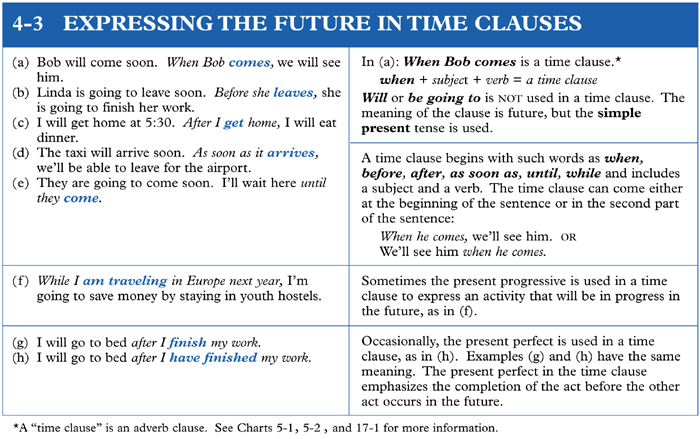 4-3 EXPRESSING THE FUTURE IN TIME CLAUSES
(a) Bob will come soon. When Bob comes, we will see
him.
(b) Linda is going to leave soon. Before she leaves, she
is going to finish her work.
(c) I will get home at 5:30. After I get home, I will eat
dinner.
(d) The taxi will arrive soon. As soon as it arrives,
we'll be able to leave for the airport.
(e) They are going to come soon. I'll wait here until
they come.
In (a): When Bob comes is a time clause.*
when + subject + verb = a time clause
Will or be going to is NOT used in a time clause. The
meaning of the clause is future, but the simple
present tense is used.
A time clause begins with such words as when,
before, after, as soon as, until, while and includes
a subject and a verb. The time clause can come either
at the beginning of the sentence or in the second part
of the sentence:
When he comes, we'll see him. OR
We'll see him when he comes.
(f) While I am traveling in Europe next year, I'm
going to save money by staying in youth hostels.
Sometimes the present progressive is used in a time
clause to express an activity that will be in progress in
the future, as in (f).
(g) I will go to bed after I finish my work.
(h) I will go to bed after I have finished my work.
Occasionally, the present perfect is used in a time
clause, as in (h). Examples (g) and (h) have the same
meaning. The present perfect in the time clause
emphasizes the completion of the act before the other
act occurs in the future.
*A "time clause" is an adverb clause. See Charts 5-1, 5-2, and 17-1 for more information.